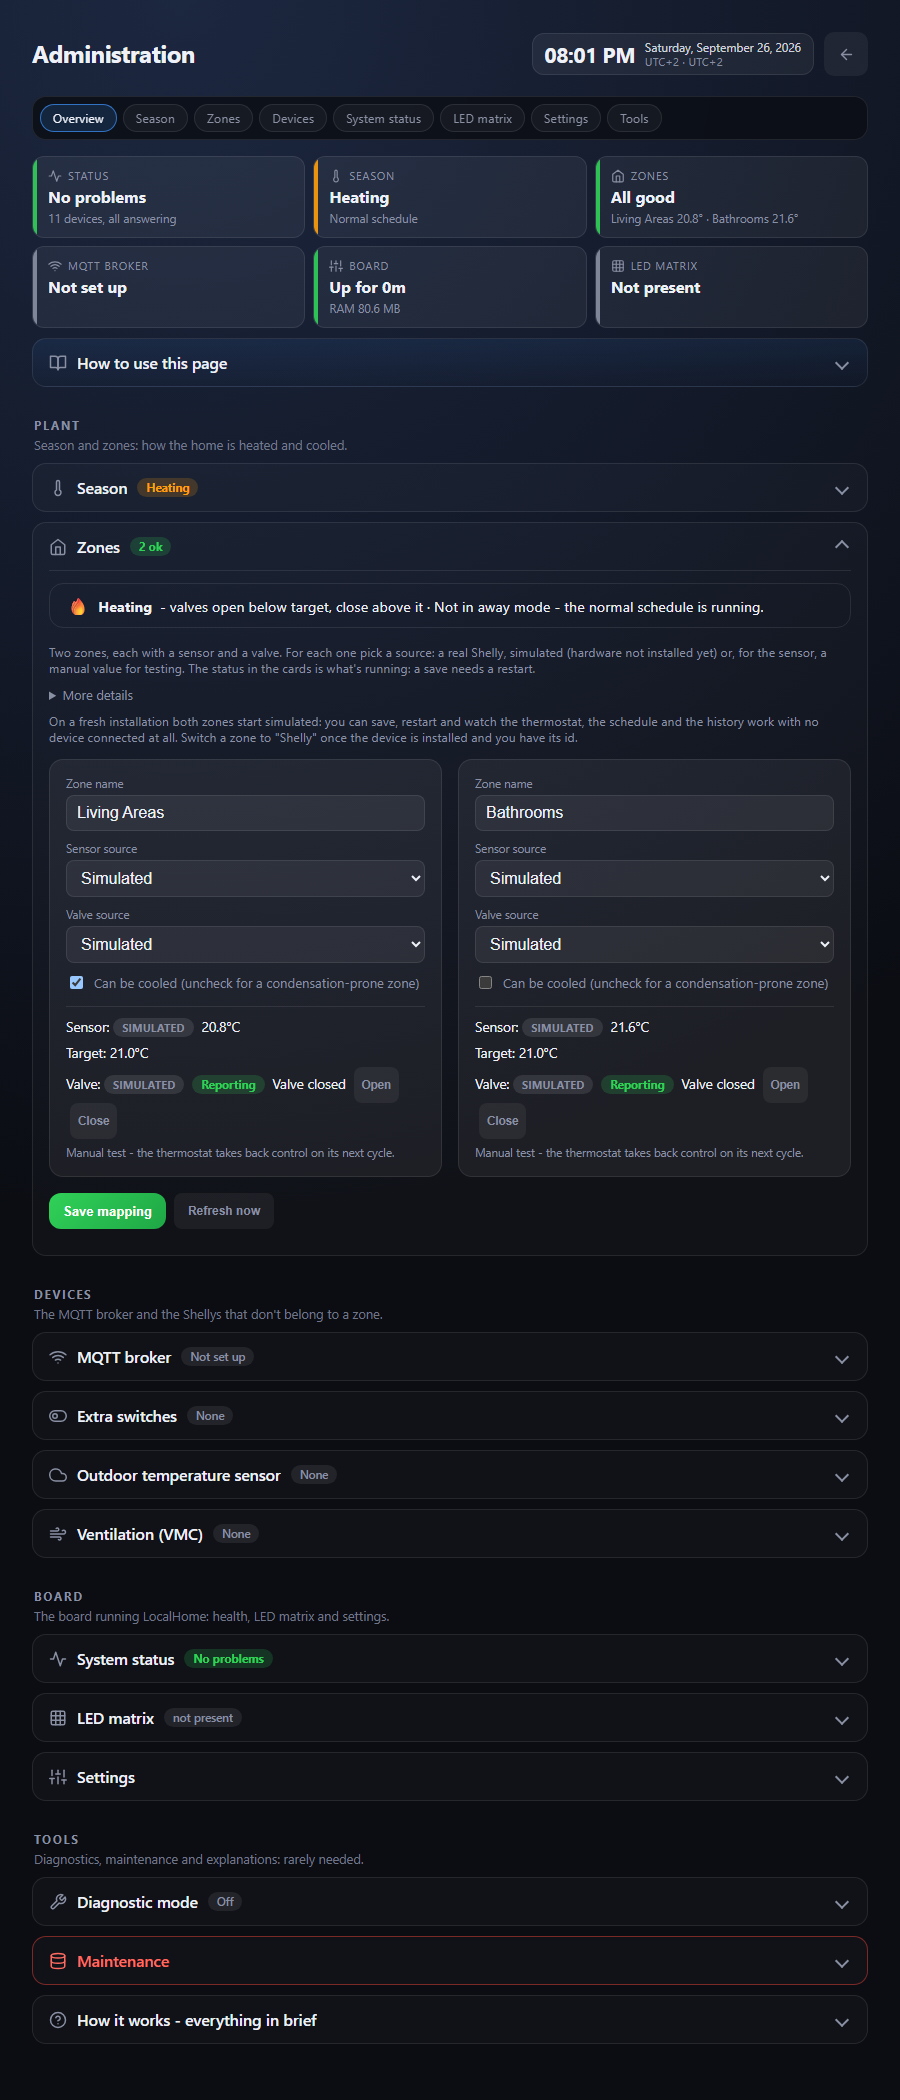 Administration
08:01 PM
Saturday, September 26, 2026
UTC+2 · UTC+2
Overview
Season
Zones
Devices
System status
LED matrix
Settings
Tools
STATUS
No problems
11 devices, all answering
SEASON
Heating
Normal schedule
ZONES
All good
Living Areas 20.8° · Bathrooms 21.6°
MQTT BROKER
Not set up
BOARD
Up for 0m
RAM 80.6 MB
LED MATRIX
Not present
How to use this page
PLANT
Season and zones: how the home is heated and cooled.
Season Heating
Zones 2 ok
Heating - valves open below target, close above it · Not in away mode - the normal schedule is running.
Two zones, each with a sensor and a valve. For each one pick a source: a real Shelly, simulated (hardware not installed yet) or, for the sensor, a
manual value for testing. The status in the cards is what's running: a save needs a restart.
More details
On a fresh installation both zones start simulated: you can save, restart and watch the thermostat, the schedule and the history work with no
device connected at all. Switch a zone to "Shelly" once the device is installed and you have its id.
Zone name
Living Areas
Sensor source
Simulated
Valve source
Simulated
Can be cooled (uncheck for a condensation-prone zone)
Sensor: SIMULATED 20.8°C
Target: 21.0°C
Valve: SIMULATED Reporting Valve closed Open
Close
Manual test - the thermostat takes back control on its next cycle.
Zone name
Bathrooms
Sensor source
Simulated
Valve source
Simulated
Can be cooled (uncheck for a condensation-prone zone)
Sensor: SIMULATED 21.6°C
Target: 21.0°C
Valve: SIMULATED Reporting Valve closed Open
Close
Manual test - the thermostat takes back control on its next cycle.
Save mapping
Refresh now
DEVICES
The MQTT broker and the Shellys that don't belong to a zone.
MQTT broker Not set up
Extra switches None
Outdoor temperature sensor None
Ventilation (VMC) None
BOARD
The board running LocalHome: health, LED matrix and settings.
System status No problems
LED matrix not present
Settings
TOOLS
Diagnostics, maintenance and explanations: rarely needed.
Diagnostic mode Off
Maintenance
How it works - everything in brief